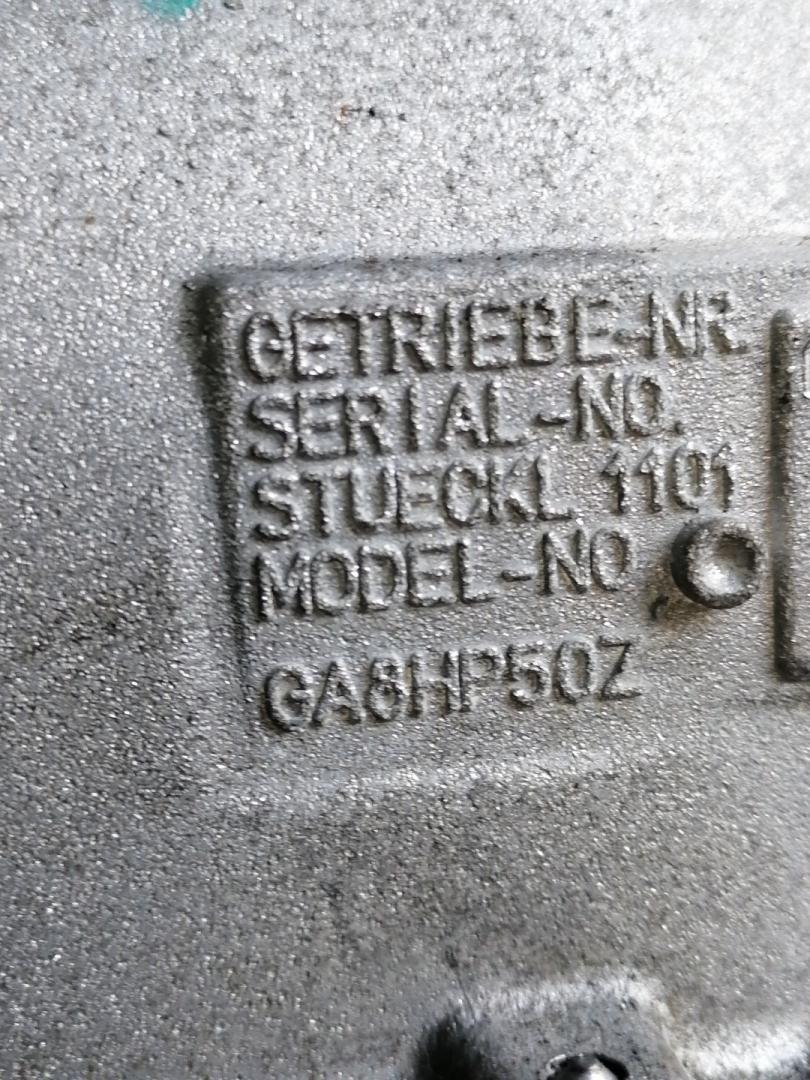 GETRIEBE-NR.
SERIAL-NO.
STUECKL 1101
MODEL-NO
GA8HP50Z